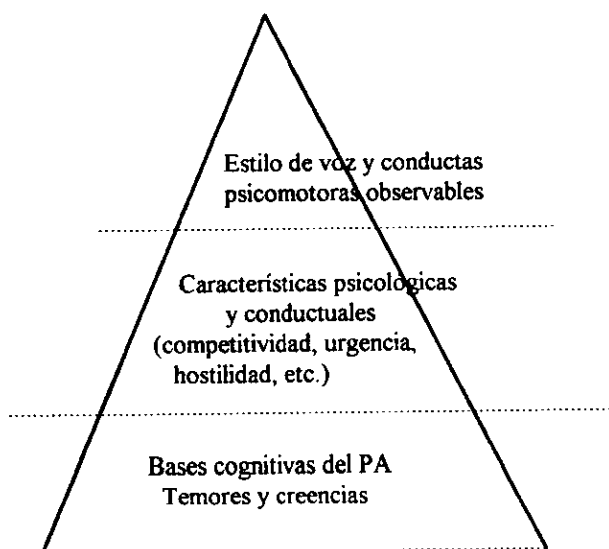 Estilo de voz y conductas
psicomotoras observables
Características psicológicas
y conductuales
(competitividad, urgencia,
hostilidad, etc.)
Bases cognitivas del PA
Temores y creencias